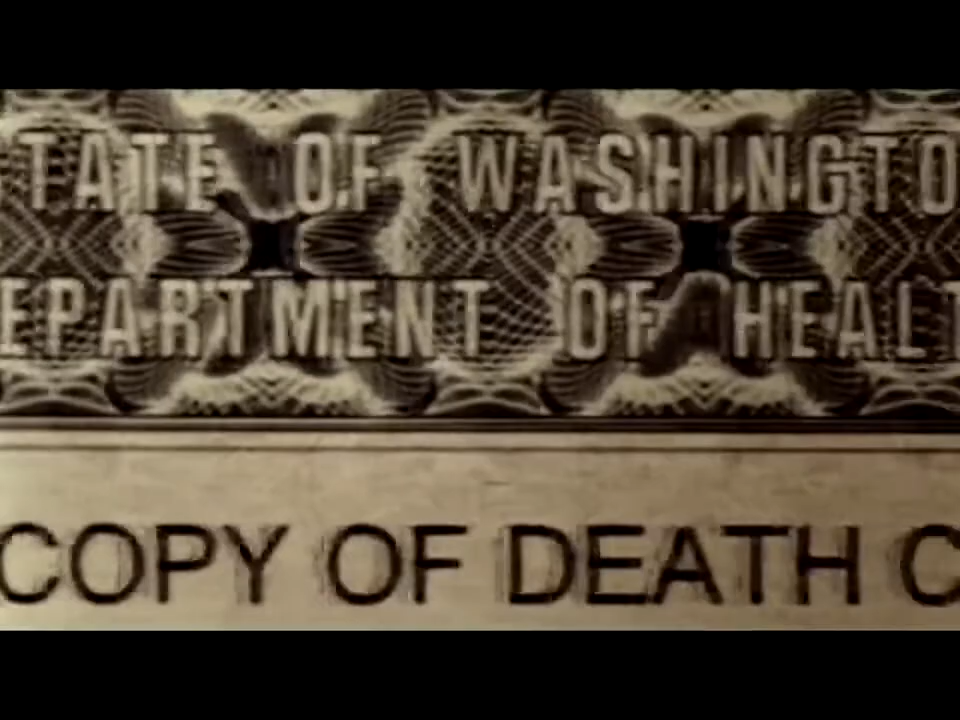 TATE OF WASHINGTO
EPARTMENT OF HEALT
COPY OF DEATH C